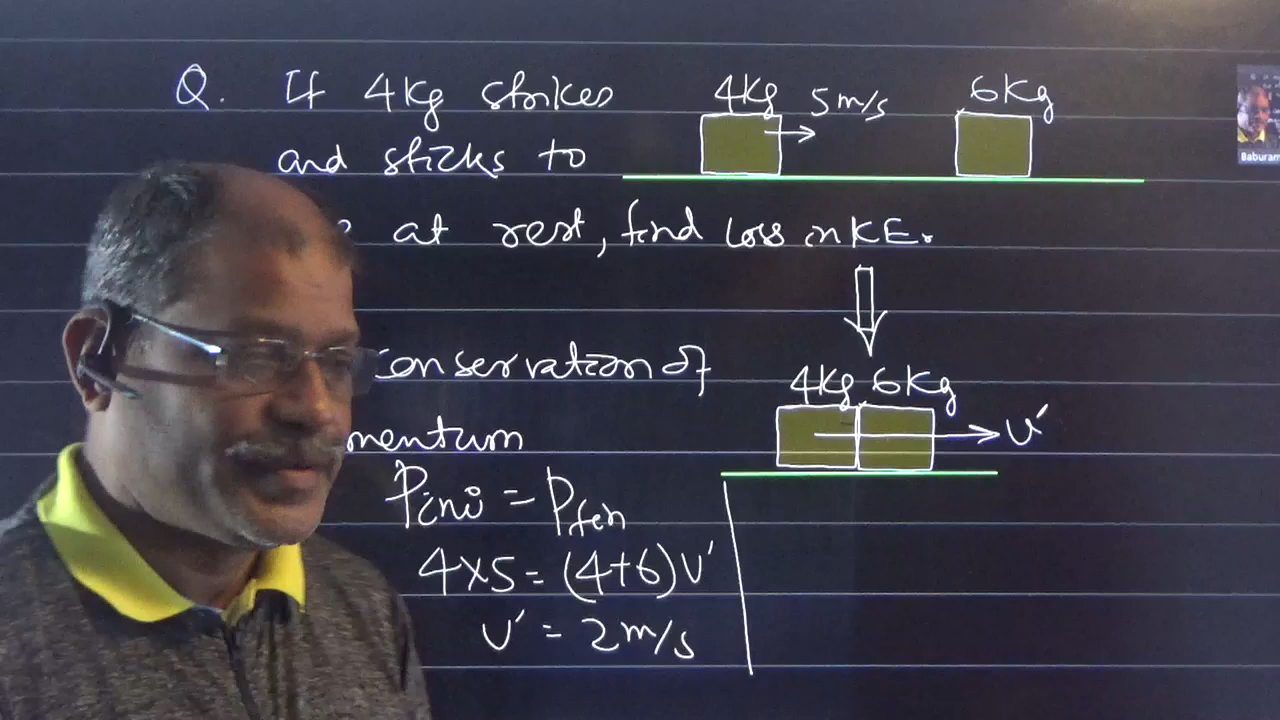 Q. If 4Kg strikes
and sticks to
at rest, find loss in KE.
4Kg 5m/s 6Kg
4Kg 6Kg
v'
conservation of
mentum
Pini = Pfin
4x5 = (4+6)v'
v' = 2m/s
Baburam